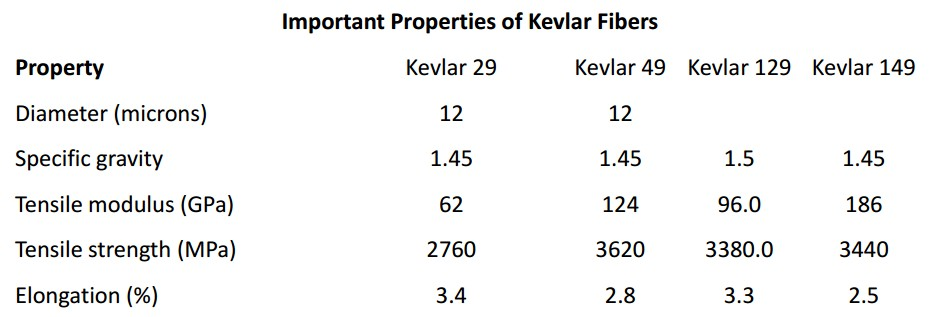 Important Properties of Kevlar Fibers
Property Kevlar 29 Kevlar 49 Kevlar 129 Kevlar 149
Diameter (microns) 12 12
Specific gravity 1.45 1.45 1.5 1.45
Tensile modulus (GPa) 62 124 96.0 186
Tensile strength (MPa) 2760 3620 3380.0 3440
Elongation (%) 3.4 2.8 3.3 2.5